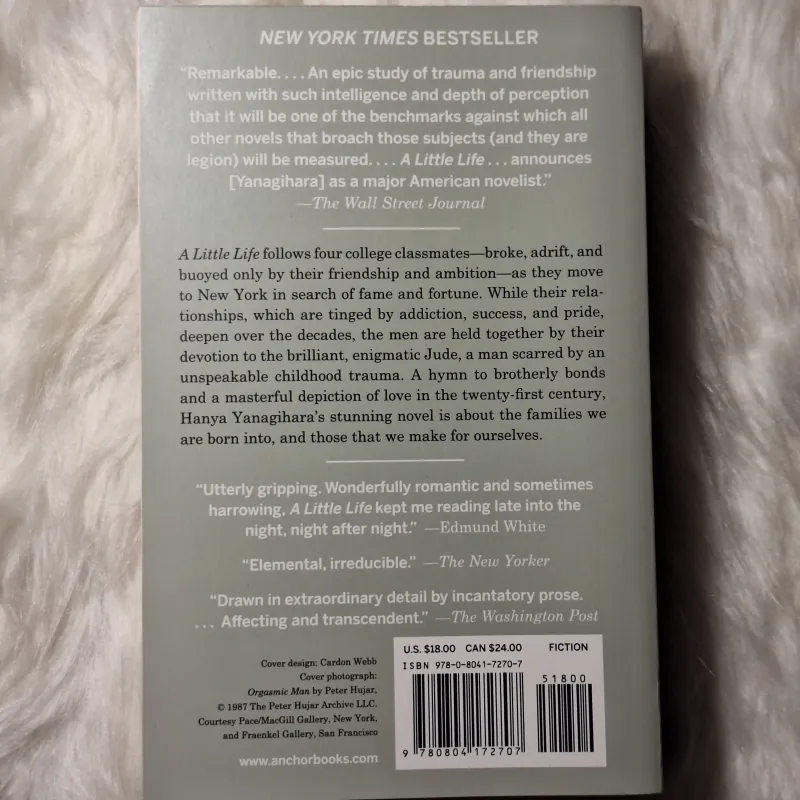 NEW YORK TIMES BESTSELLER
“Remarkable. . . . An epic study of trauma and friendship
written with such intelligence and depth of perception
that it will be one of the benchmarks against which all
other novels that broach those subjects (and they are
legion) will be measured. . . . A Little Life . . . announces
[Yanagihara] as a major American novelist.”
—The Wall Street Journal
A Little Life follows four college classmates—broke, adrift, and
buoyed only by their friendship and ambition—as they move
to New York in search of fame and fortune. While their rela-
tionships, which are tinged by addiction, success, and pride,
deepen over the decades, the men are held together by their
devotion to the brilliant, enigmatic Jude, a man scarred by an
unspeakable childhood trauma. A hymn to brotherly bonds
and a masterful depiction of love in the twenty-first century,
Hanya Yanagihara’s stunning novel is about the families we
are born into, and those that we make for ourselves.
“Utterly gripping. Wonderfully romantic and sometimes
harrowing, A Little Life kept me reading late into the
night, night after night.” —Edmund White
“Elemental, irreducible.” —The New Yorker
“Drawn in extraordinary detail by incantatory prose.
. . . Affecting and transcendent.” —The Washington Post
Cover design: Cardon Webb
Cover photograph:
Orgasmic Man by Peter Hujar,
© 1987 The Peter Hujar Archive LLC.
Courtesy Pace/MacGill Gallery, New York,
and Fraenkel Gallery, San Francisco
www.anchorbooks.com
U.S. $18.00 CAN $24.00 FICTION
ISBN 978-0-8041-7270-7
51800
9 780804 172707